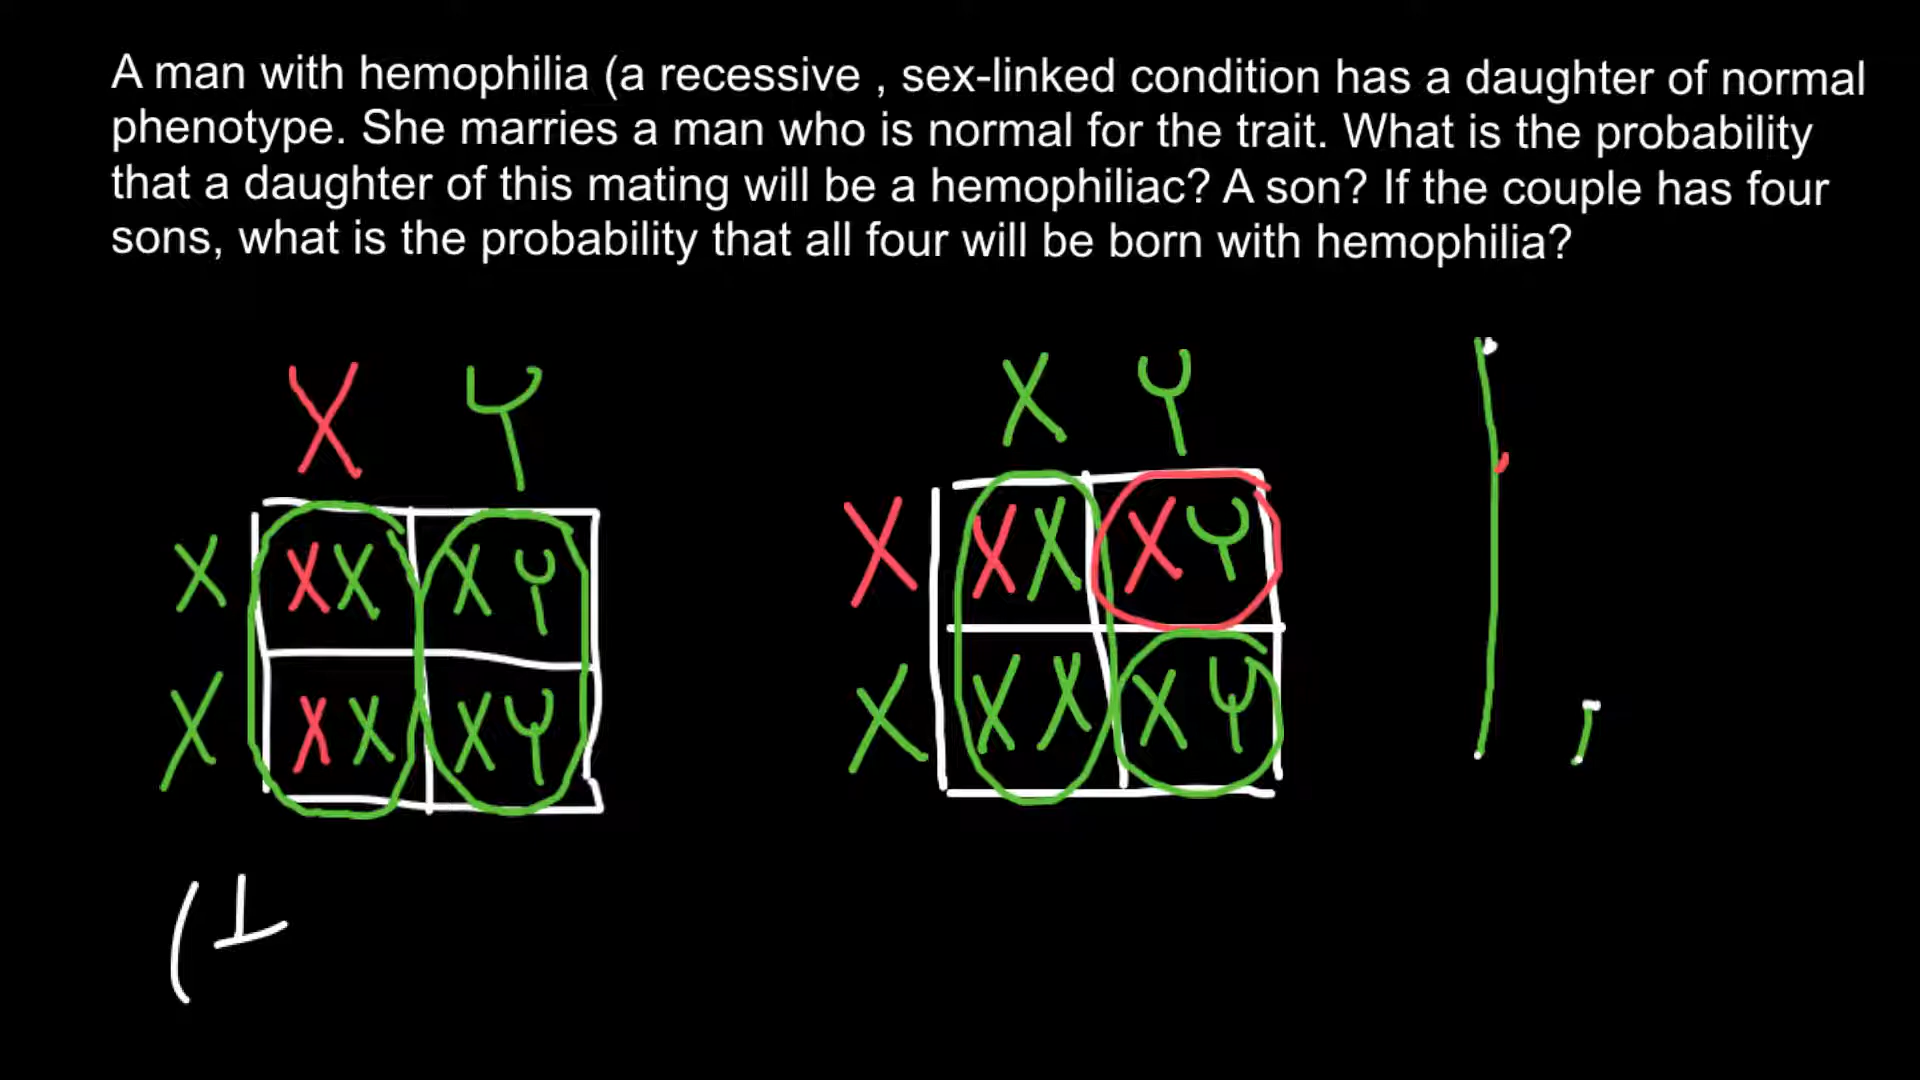 A man with hemophilia (a recessive , sex-linked condition has a daughter of normal
phenotype. She marries a man who is normal for the trait. What is the probability
that a daughter of this mating will be a hemophiliac? A son? If the couple has four
sons, what is the probability that all four will be born with hemophilia?
X Y
X XX XY
X XX XY
X Y
X XX XY
X XX XY
(1